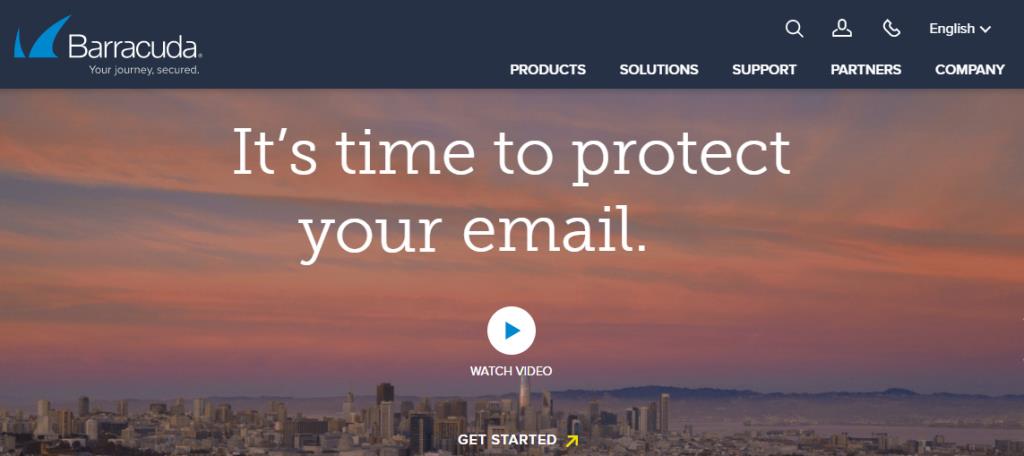 Barracuda®
Your journey, secured.
English
PRODUCTS SOLUTIONS SUPPORT PARTNERS COMPANY
It's time to protect
your email.
WATCH VIDEO
GET STARTED